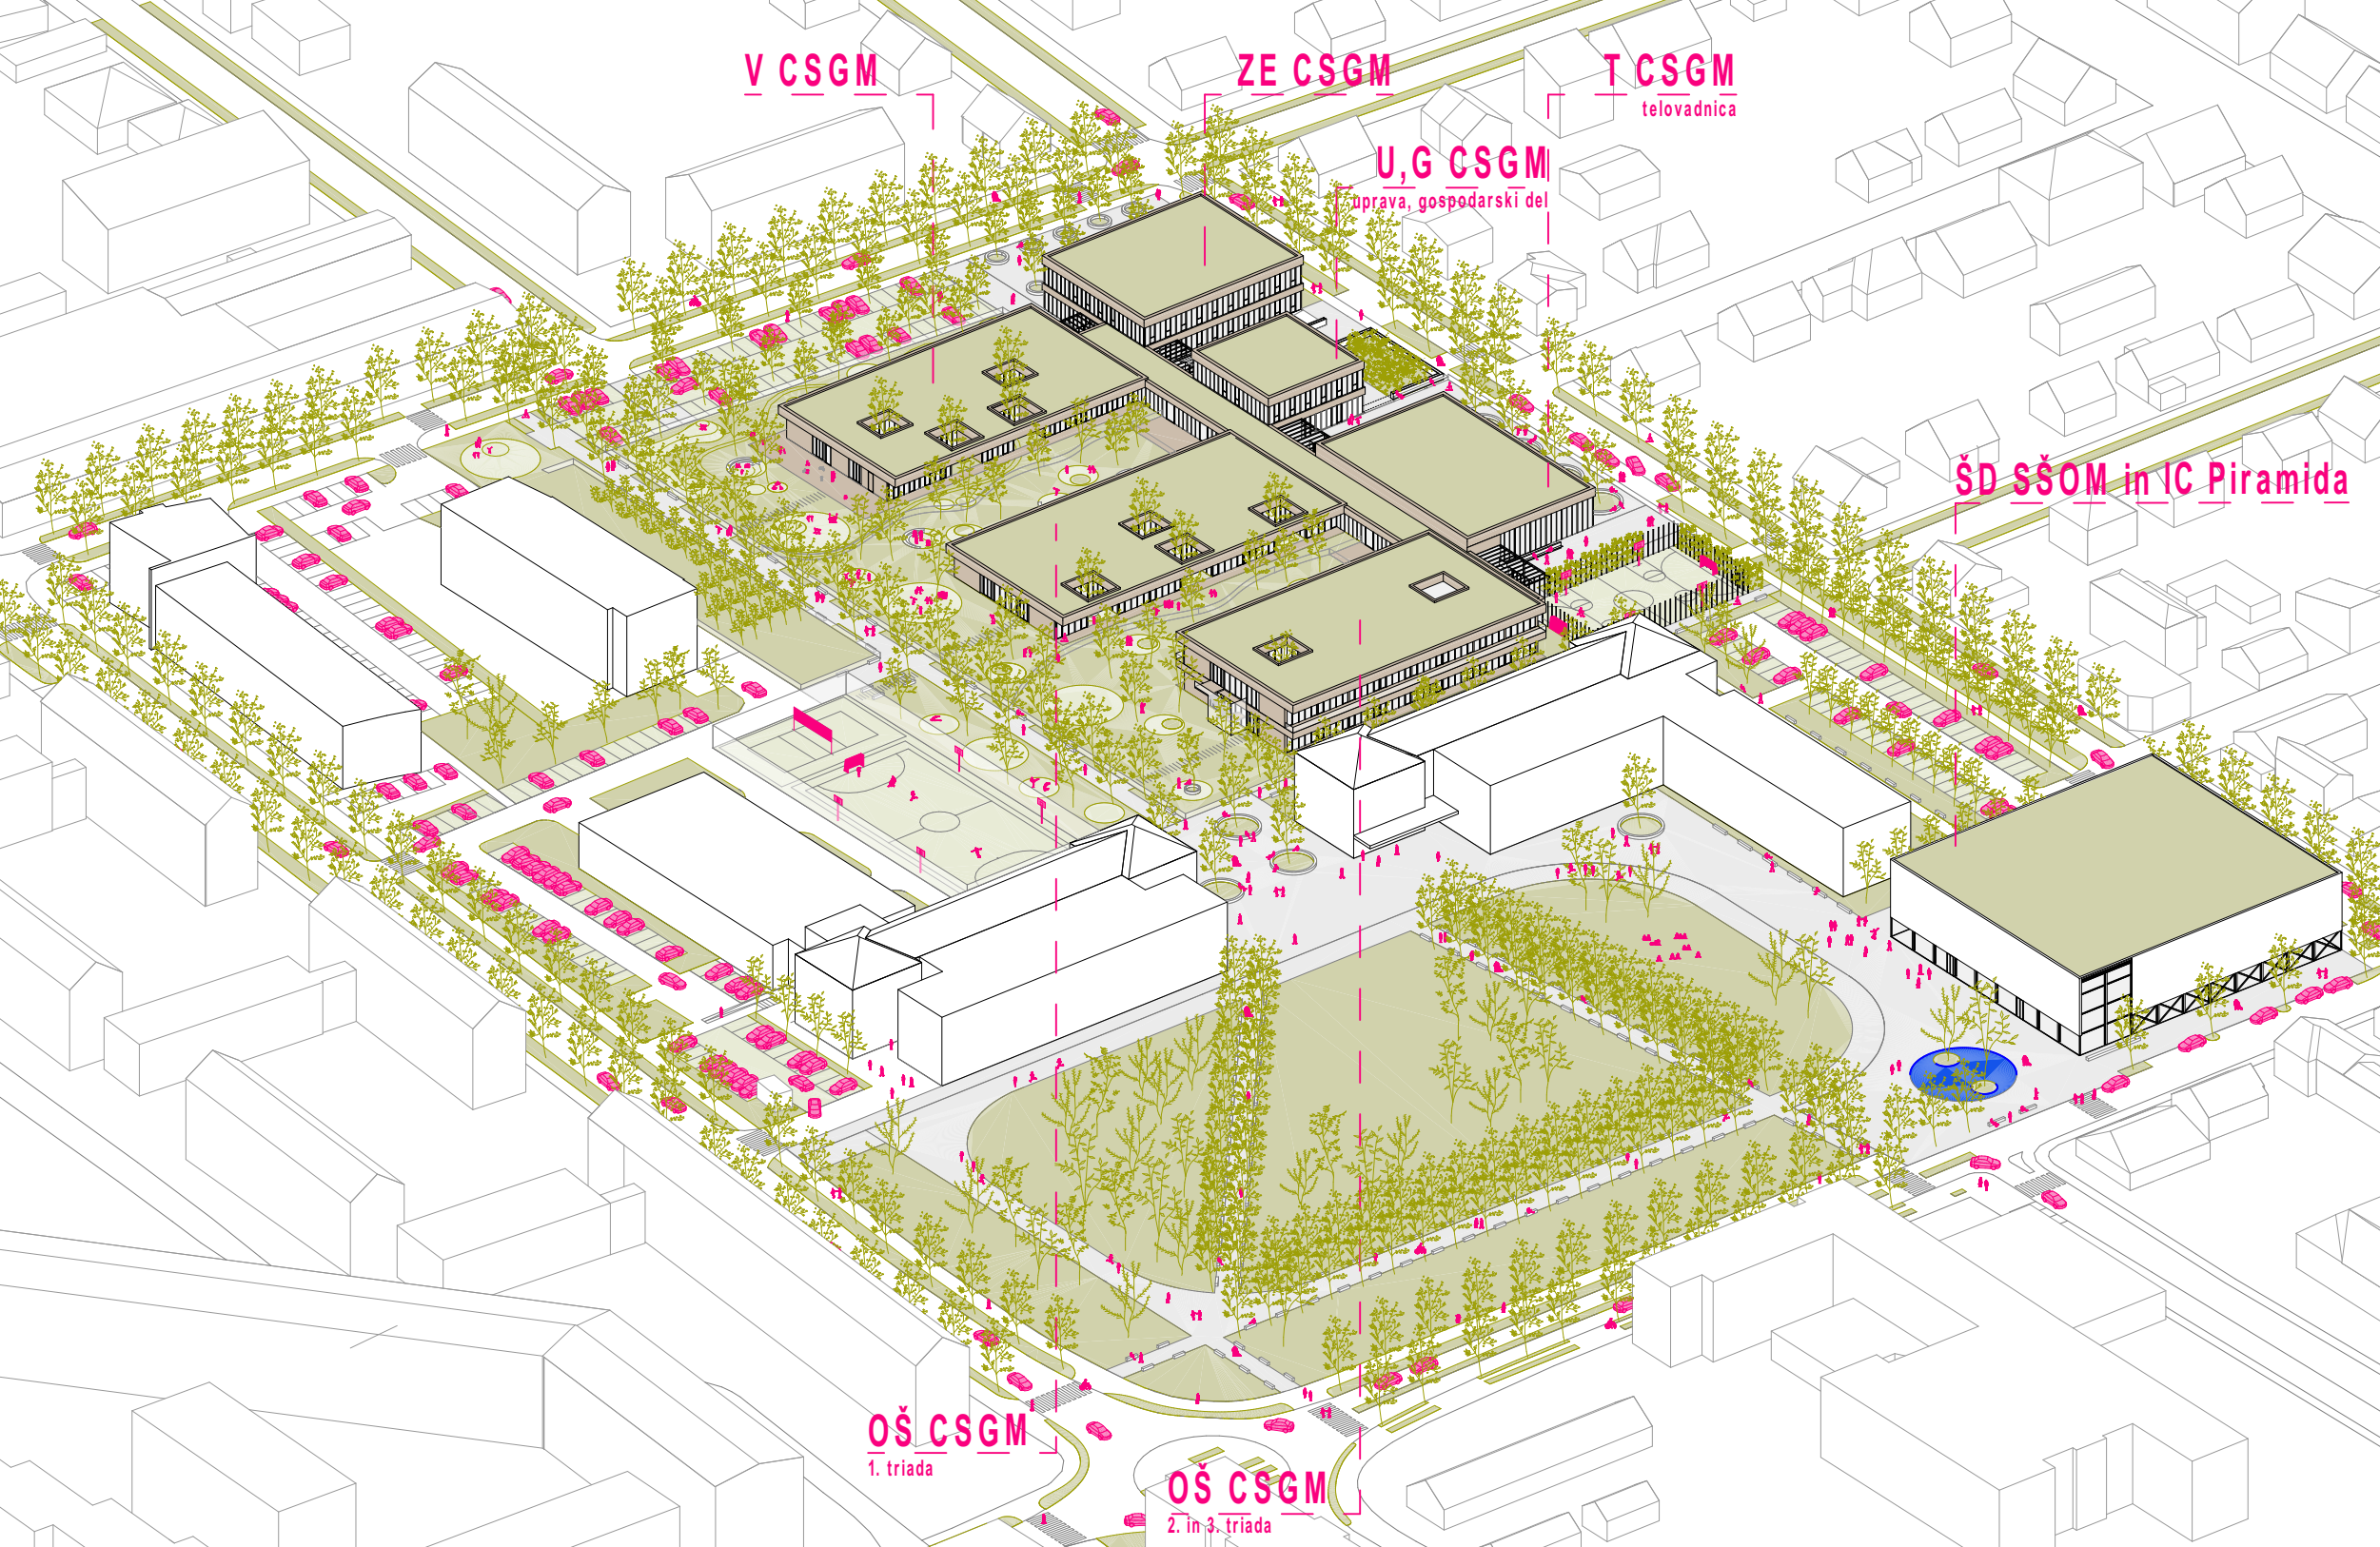 V CSGM
ZE CSGM
T CSGM
telovadnica
U,G CSGM
uprava, gospodarski del
ŠD SŠOM in IC Piramida
OŠ CSGM
1. triada
OŠ CSGM
2. in 3. triada